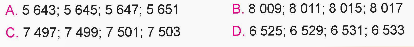 A. 5 643; 5 645; 5 647; 5 651 B. 8 009; 8 011; 8 015; 8 017
C. 7 497; 7 499; 7 501; 7 503 D. 6 525; 6 529; 6 531; 6 533